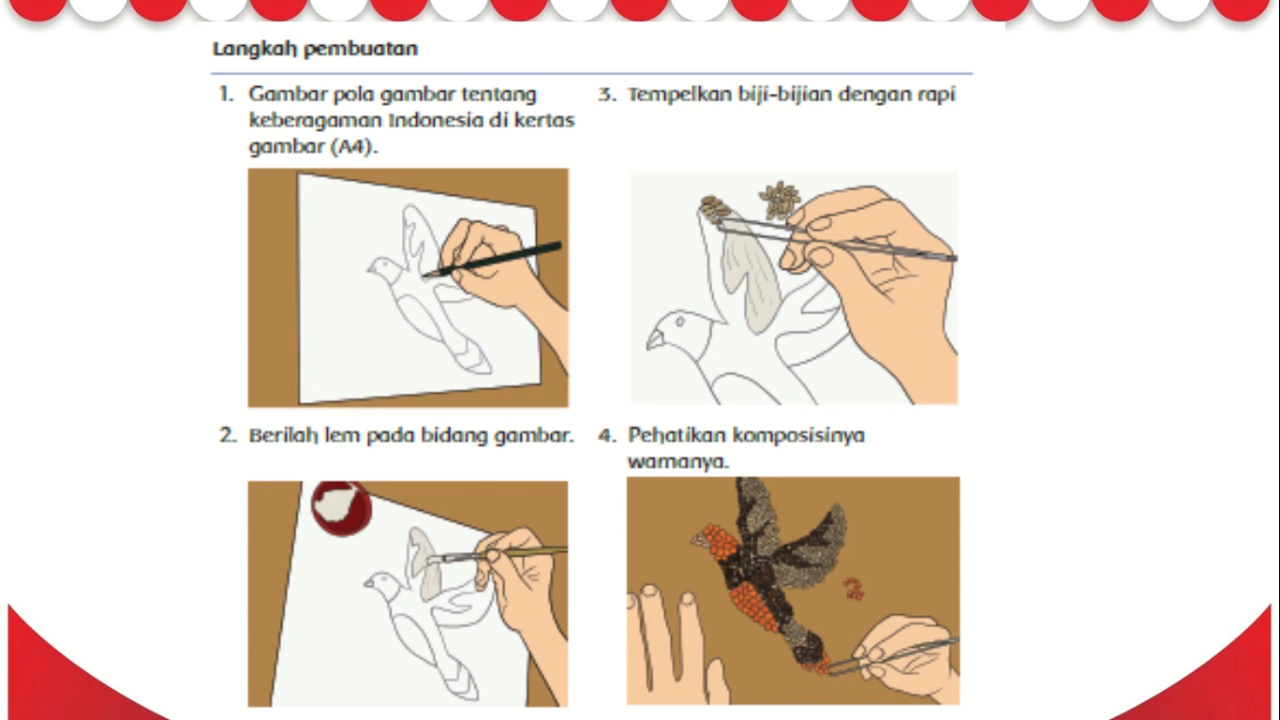 Langkah pembuatan
1. Gambar pola gambar tentang
keberagaman Indonesia di kertas
gambar (A4).
2. Berilah lem pada bidang gambar.
3. Tempelkan biji-bijian dengan rapi
4. Pehatikan komposisinya
warnanya.